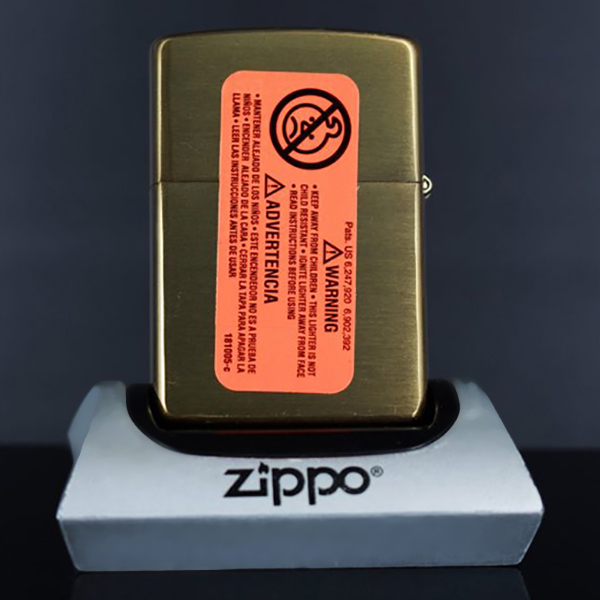 Pats. US 6,247,920 6,902,392
⚠WARNING
• KEEP AWAY FROM CHILDREN • THIS LIGHTER IS NOT
CHILD RESISTANT • IGNITE LIGHTER AWAY FROM FACE
• READ INSTRUCTIONS BEFORE USING
⚠ADVERTENCIA
• MANTENER ALEJADO DE LOS NIÑOS • ESTE ENCENDEDOR NO ES A PRUEBA DE
NIÑOS • ENCENDER ALEJADO DE LA CARA • CERRAR LA TAPA PARA APAGAR LA
LLAMA • LEER LAS INSTRUCCIONES ANTES DE USAR
181005-c
zippo®